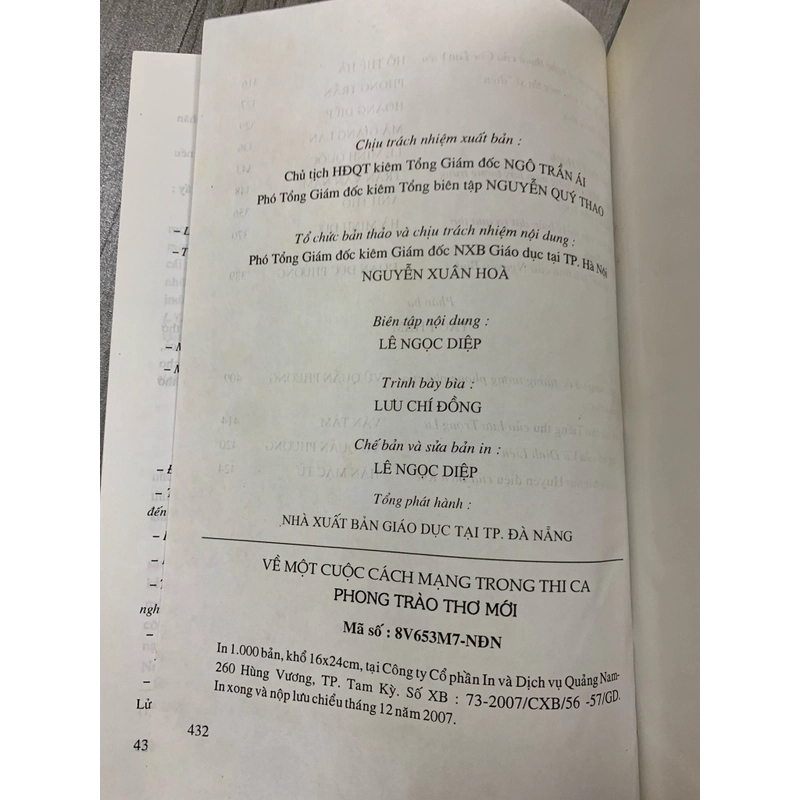 Chịu trách nhiệm xuất bản :
Chủ tịch HĐQT kiêm Tổng Giám đốc NGÔ TRẦN ÁI
Phó Tổng Giám đốc kiêm Tổng biên tập NGUYỄN QUÝ THAO
Tổ chức bản thảo và chịu trách nhiệm nội dung :
Phó Tổng Giám đốc kiêm Giám đốc NXB Giáo dục tại TP. Hà Nội
NGUYỄN XUÂN HOÀ
Biên tập nội dung :
LÊ NGỌC DIỆP
Trình bày bìa :
LƯU CHÍ ĐỒNG
Chế bản và sửa bản in :
LÊ NGỌC DIỆP
Tổng phát hành :
NHÀ XUẤT BẢN GIÁO DỤC TẠI TP. ĐÀ NẴNG
VỀ MỘT CUỘC CÁCH MẠNG TRONG THI CA
PHONG TRÀO THƠ MỚI
Mã số : 8V653M7-NĐN
In 1.000 bản, khổ 16x24cm, tại Công ty Cổ phần In và Dịch vụ Quảng Nam-
260 Hùng Vương, TP. Tam Kỳ. Số XB : 73-2007/CXB/56 -57/GD.
In xong và nộp lưu chiểu tháng 12 năm 2007.
432
đến
ngh
Lử
43